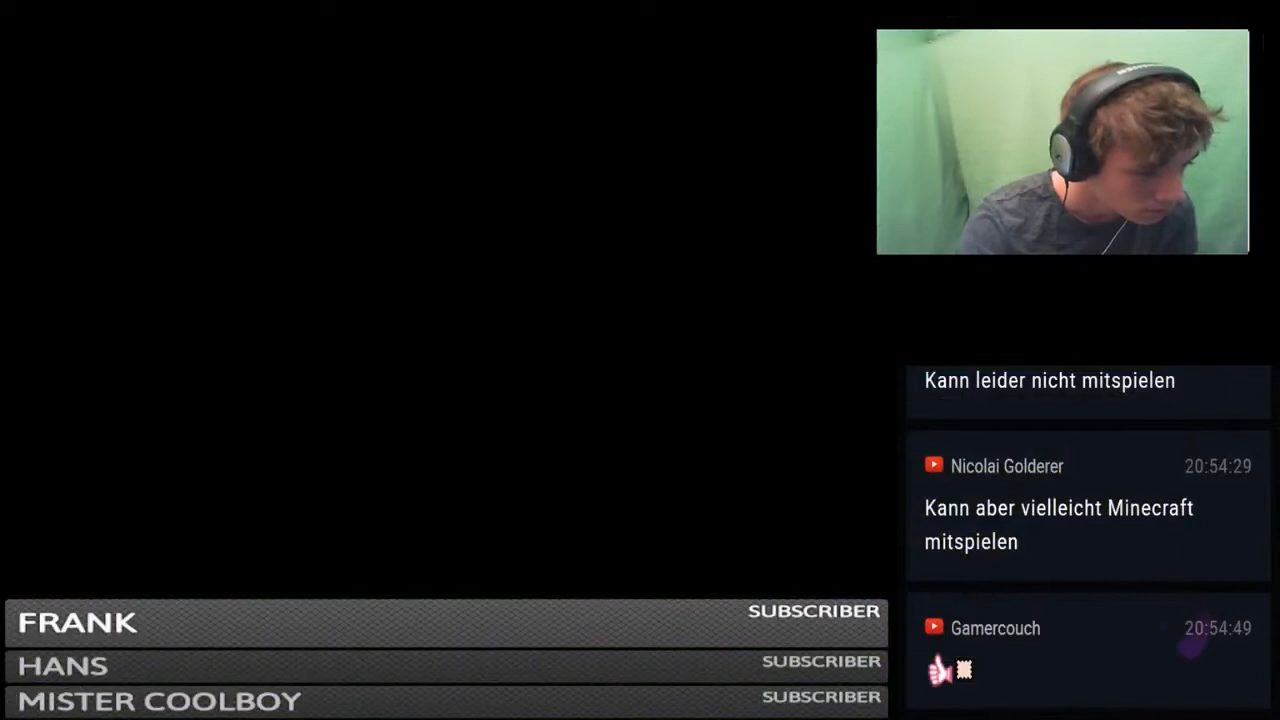 Kann leider nicht mitspielen
Nicolai Golderer 20:54:29
Kann aber vielleicht Minecraft
mitspielen
Gamercouch 20:54:49
FRANK SUBSCRIBER
HANS SUBSCRIBER
MISTER COOLBOY SUBSCRIBER